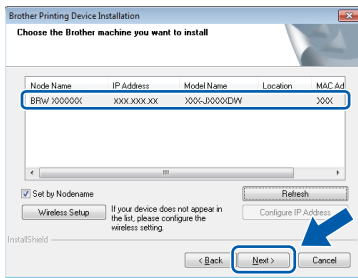 Brother Printing Device Installation
Choose the Brother machine you want to install
Node Name IP Address Model Name Location MAC Ad
BRW XXXXXX XXX.XXX.XX XXX-JXXXXDW XXX
Set by Nodename
Refresh
Wireless Setup
If your device does not appear in
the list, please configure the
wireless setting.
Configure IP Address
InstallShield
< Back Next > Cancel